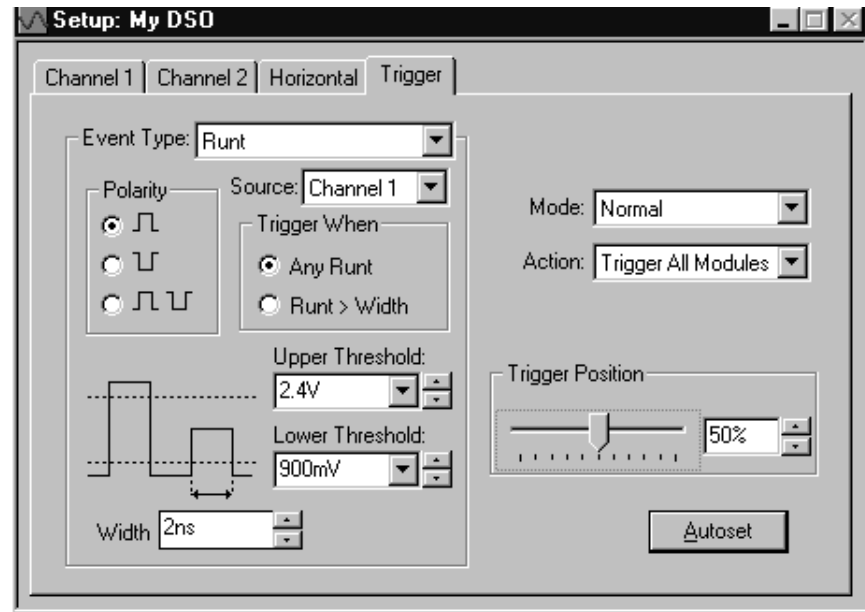 Setup: My DSO
Channel 1 Channel 2 Horizontal Trigger
Event Type: Runt
Polarity
Source: Channel 1
Trigger When
Any Runt
Runt > Width
Upper Threshold:
2.4V
Lower Threshold:
900mV
Width 2ns
Mode: Normal
Action: Trigger All Modules
Trigger Position
50%
Autoset